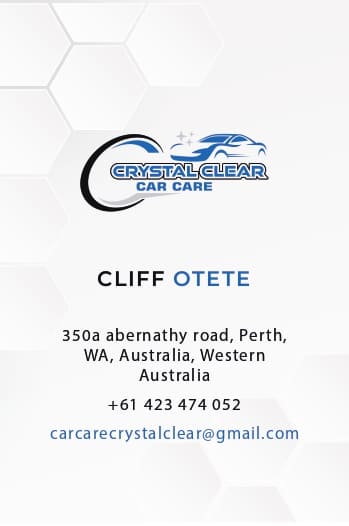 CRYSTAL CLEAR
CAR CARE
CLIFF OTETE
350a abernathy road, Perth,
WA, Australia, Western
Australia
+61 423 474 052
carcarecrystalclear@gmail.com